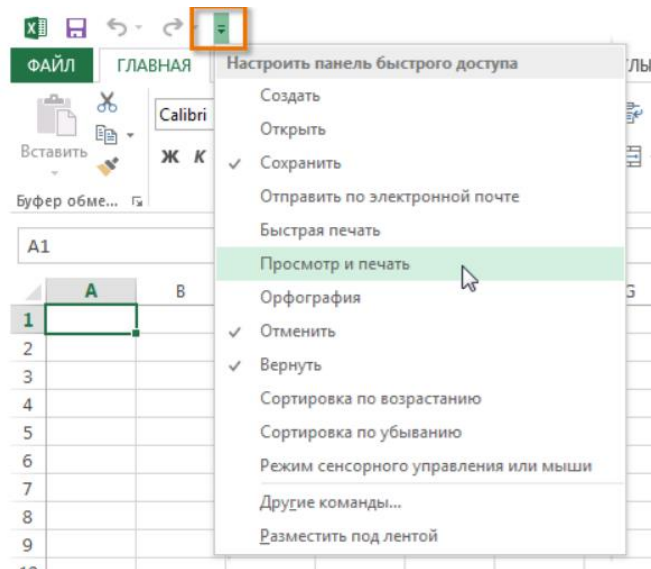 ФАЙЛ ГЛАВНАЯ
Настроить панель быстрого доступа
Создать
Открыть
Сохранить
Отправить по электронной почте
Быстрая печать
Просмотр и печать
Орфография
Отменить
Вернуть
Сортировка по возрастанию
Сортировка по убыванию
Режим сенсорного управления или мыши
Другие команды...
Разместить под лентой
Вставить
Calibri
Ж К
Буфер обме...
A1
A B G
1
2
3
4
5
6
7
8
9